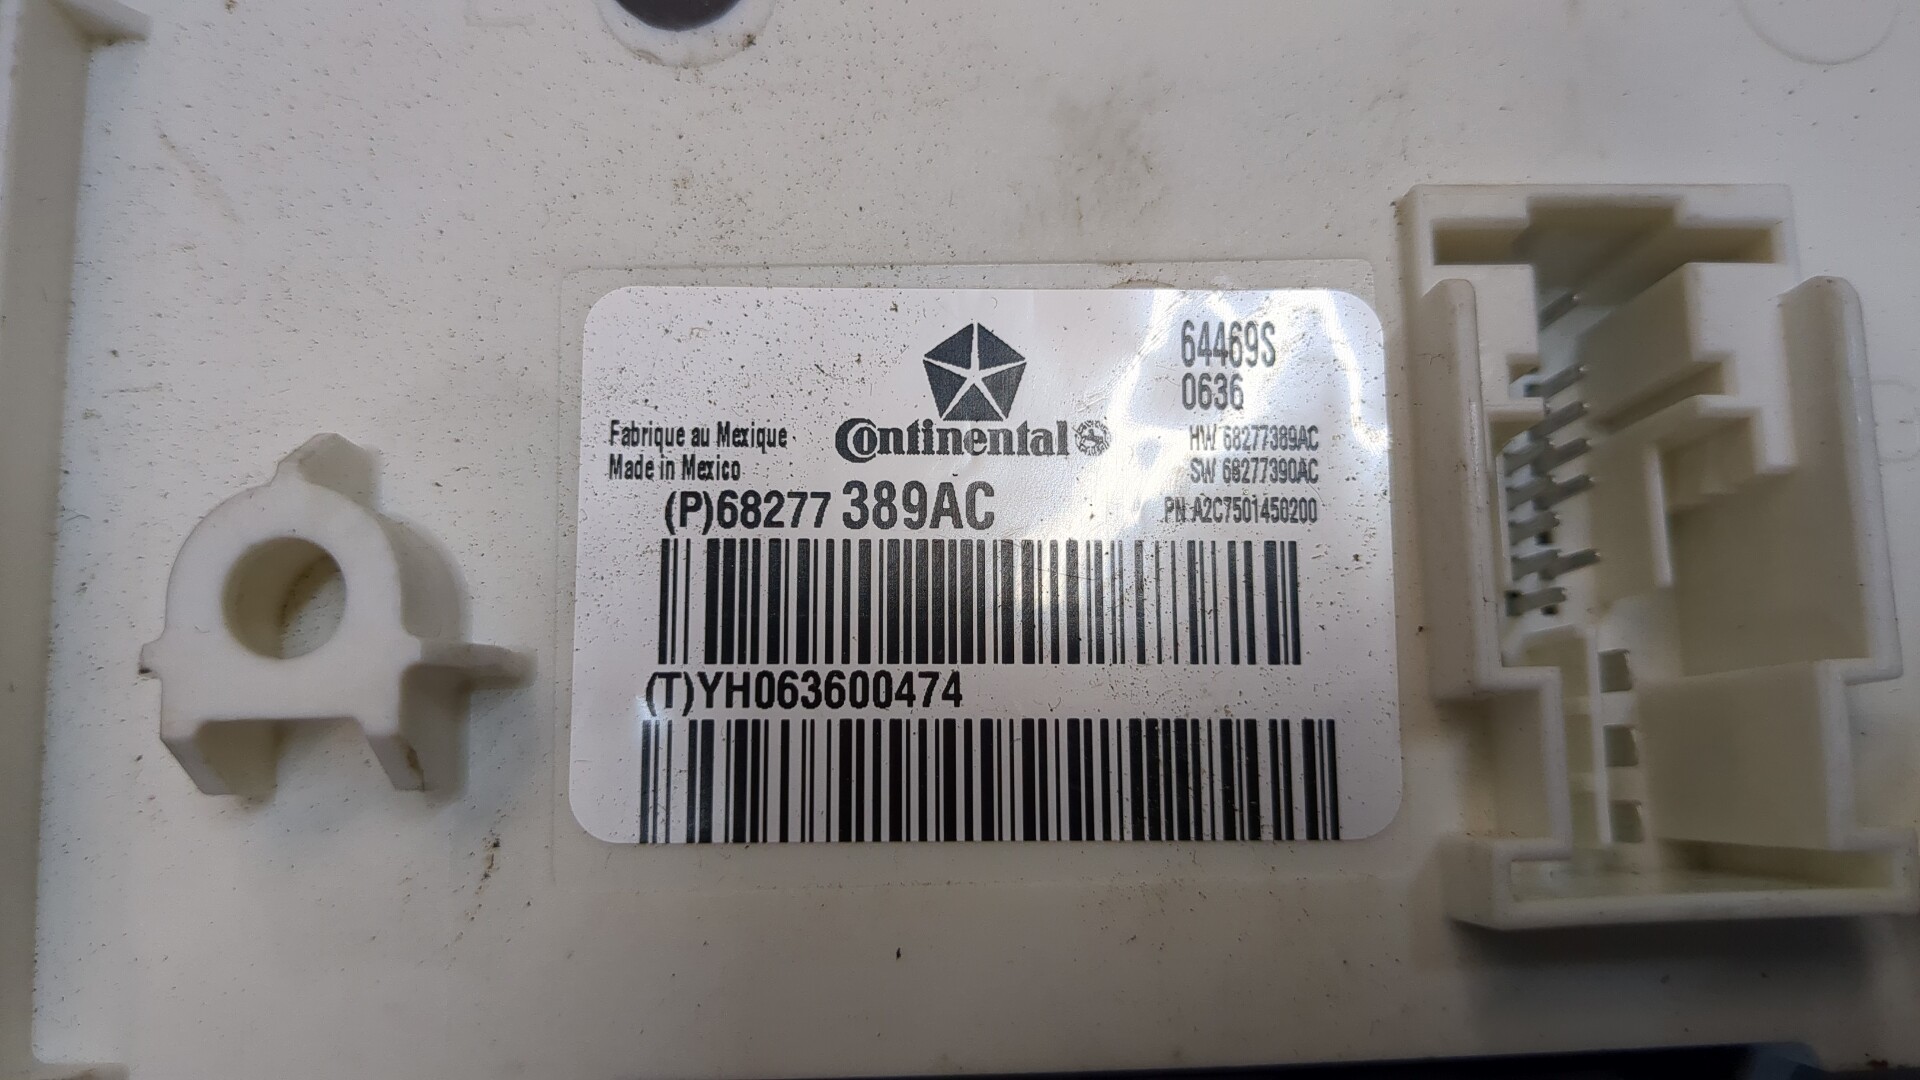 64469S
0636
Fabrique au Mexique
Made in Mexico
Continental
HW 68277389AC
SW 68277390AC
PN A2C7501450200
(P)68277 389AC
(T)YH063600474